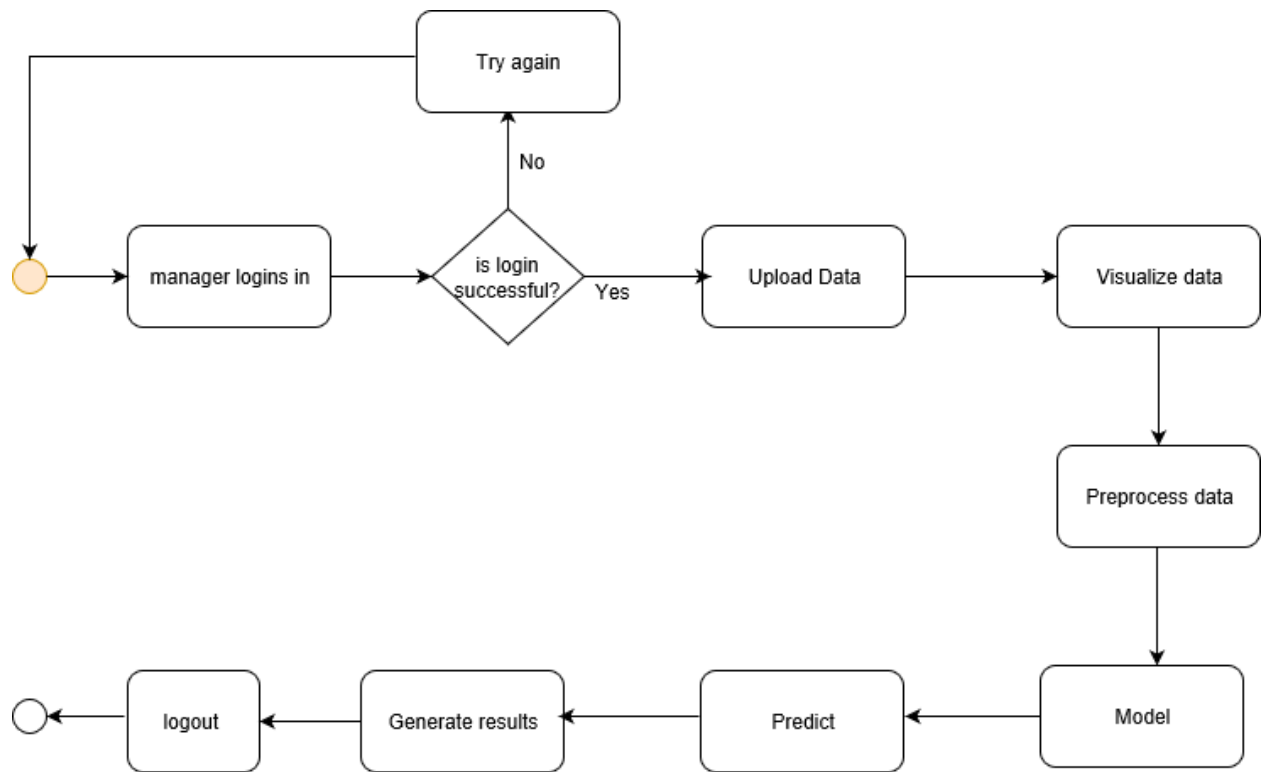 Try again
No
manager logins in
is login
successful?
Yes
Upload Data
Visualize data
Preprocess data
logout
Generate results
Predict
Model